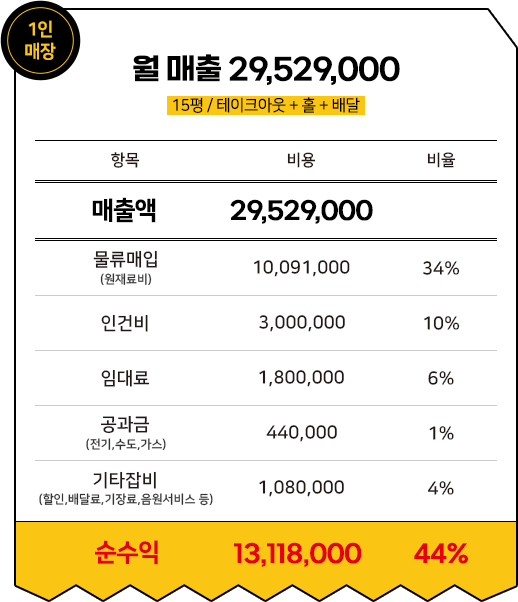 1인
매장
월 매출 29,529,000
15평 / 테이크아웃 + 홀 + 배달
항목 비용 비율
매출액 29,529,000
물류매입 10,091,000 34%
(원재료비)
인건비 3,000,000 10%
임대료 1,800,000 6%
공과금 440,000 1%
(전기,수도,가스)
기타잡비 1,080,000 4%
(할인,배달료,기장료,음원서비스 등)
순수익 13,118,000 44%